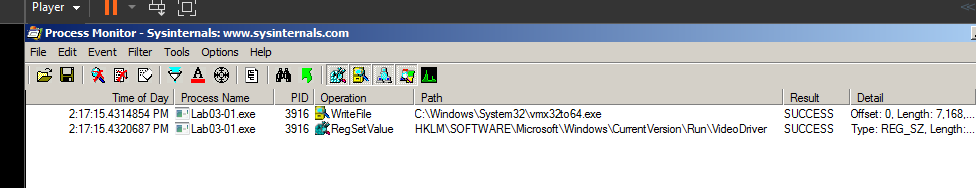 Player
Process Monitor - Sysinternals: www.sysinternals.com
File Edit Event Filter Tools Options Help
Time of Day Process Name PID Operation Path Result Detail
2:17:15.4314854 PM Lab03-01.exe 3916 WriteFile C:\Windows\System32\vmx32to64.exe SUCCESS Offset: 0, Length: 7,168,...
2:17:15.4320687 PM Lab03-01.exe 3916 RegSetValue HKLM\SOFTWARE\Microsoft\Windows\CurrentVersion\Run\VideoDriver SUCCESS Type: REG_SZ, Length:...